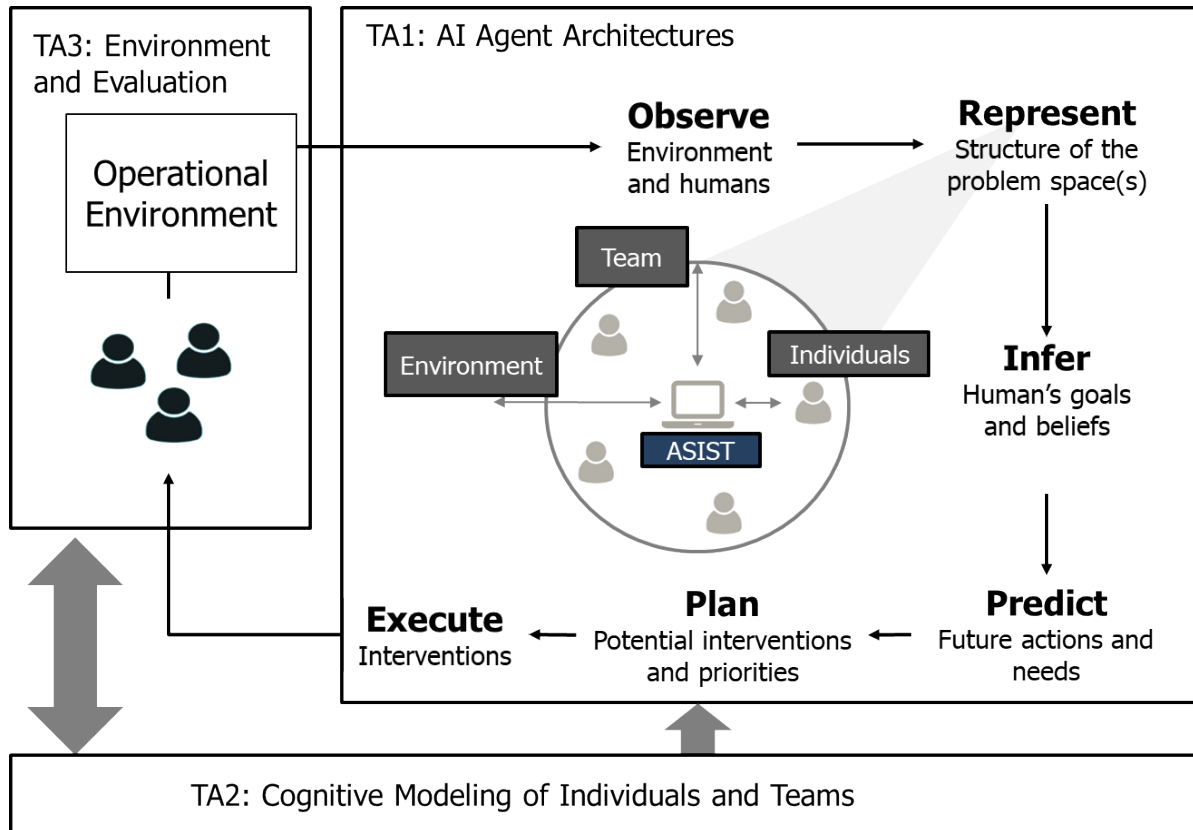 TA3: Environment
and Evaluation
Operational
Environment
TA1: AI Agent Architectures
Observe
Environment
and humans
Represent
Structure of the
problem space(s)
Team
Environment
Individuals
ASIST
Infer
Human’s goals
and beliefs
Predict
Future actions and
needs
Plan
Potential interventions
and priorities
Execute
Interventions
TA2: Cognitive Modeling of Individuals and Teams